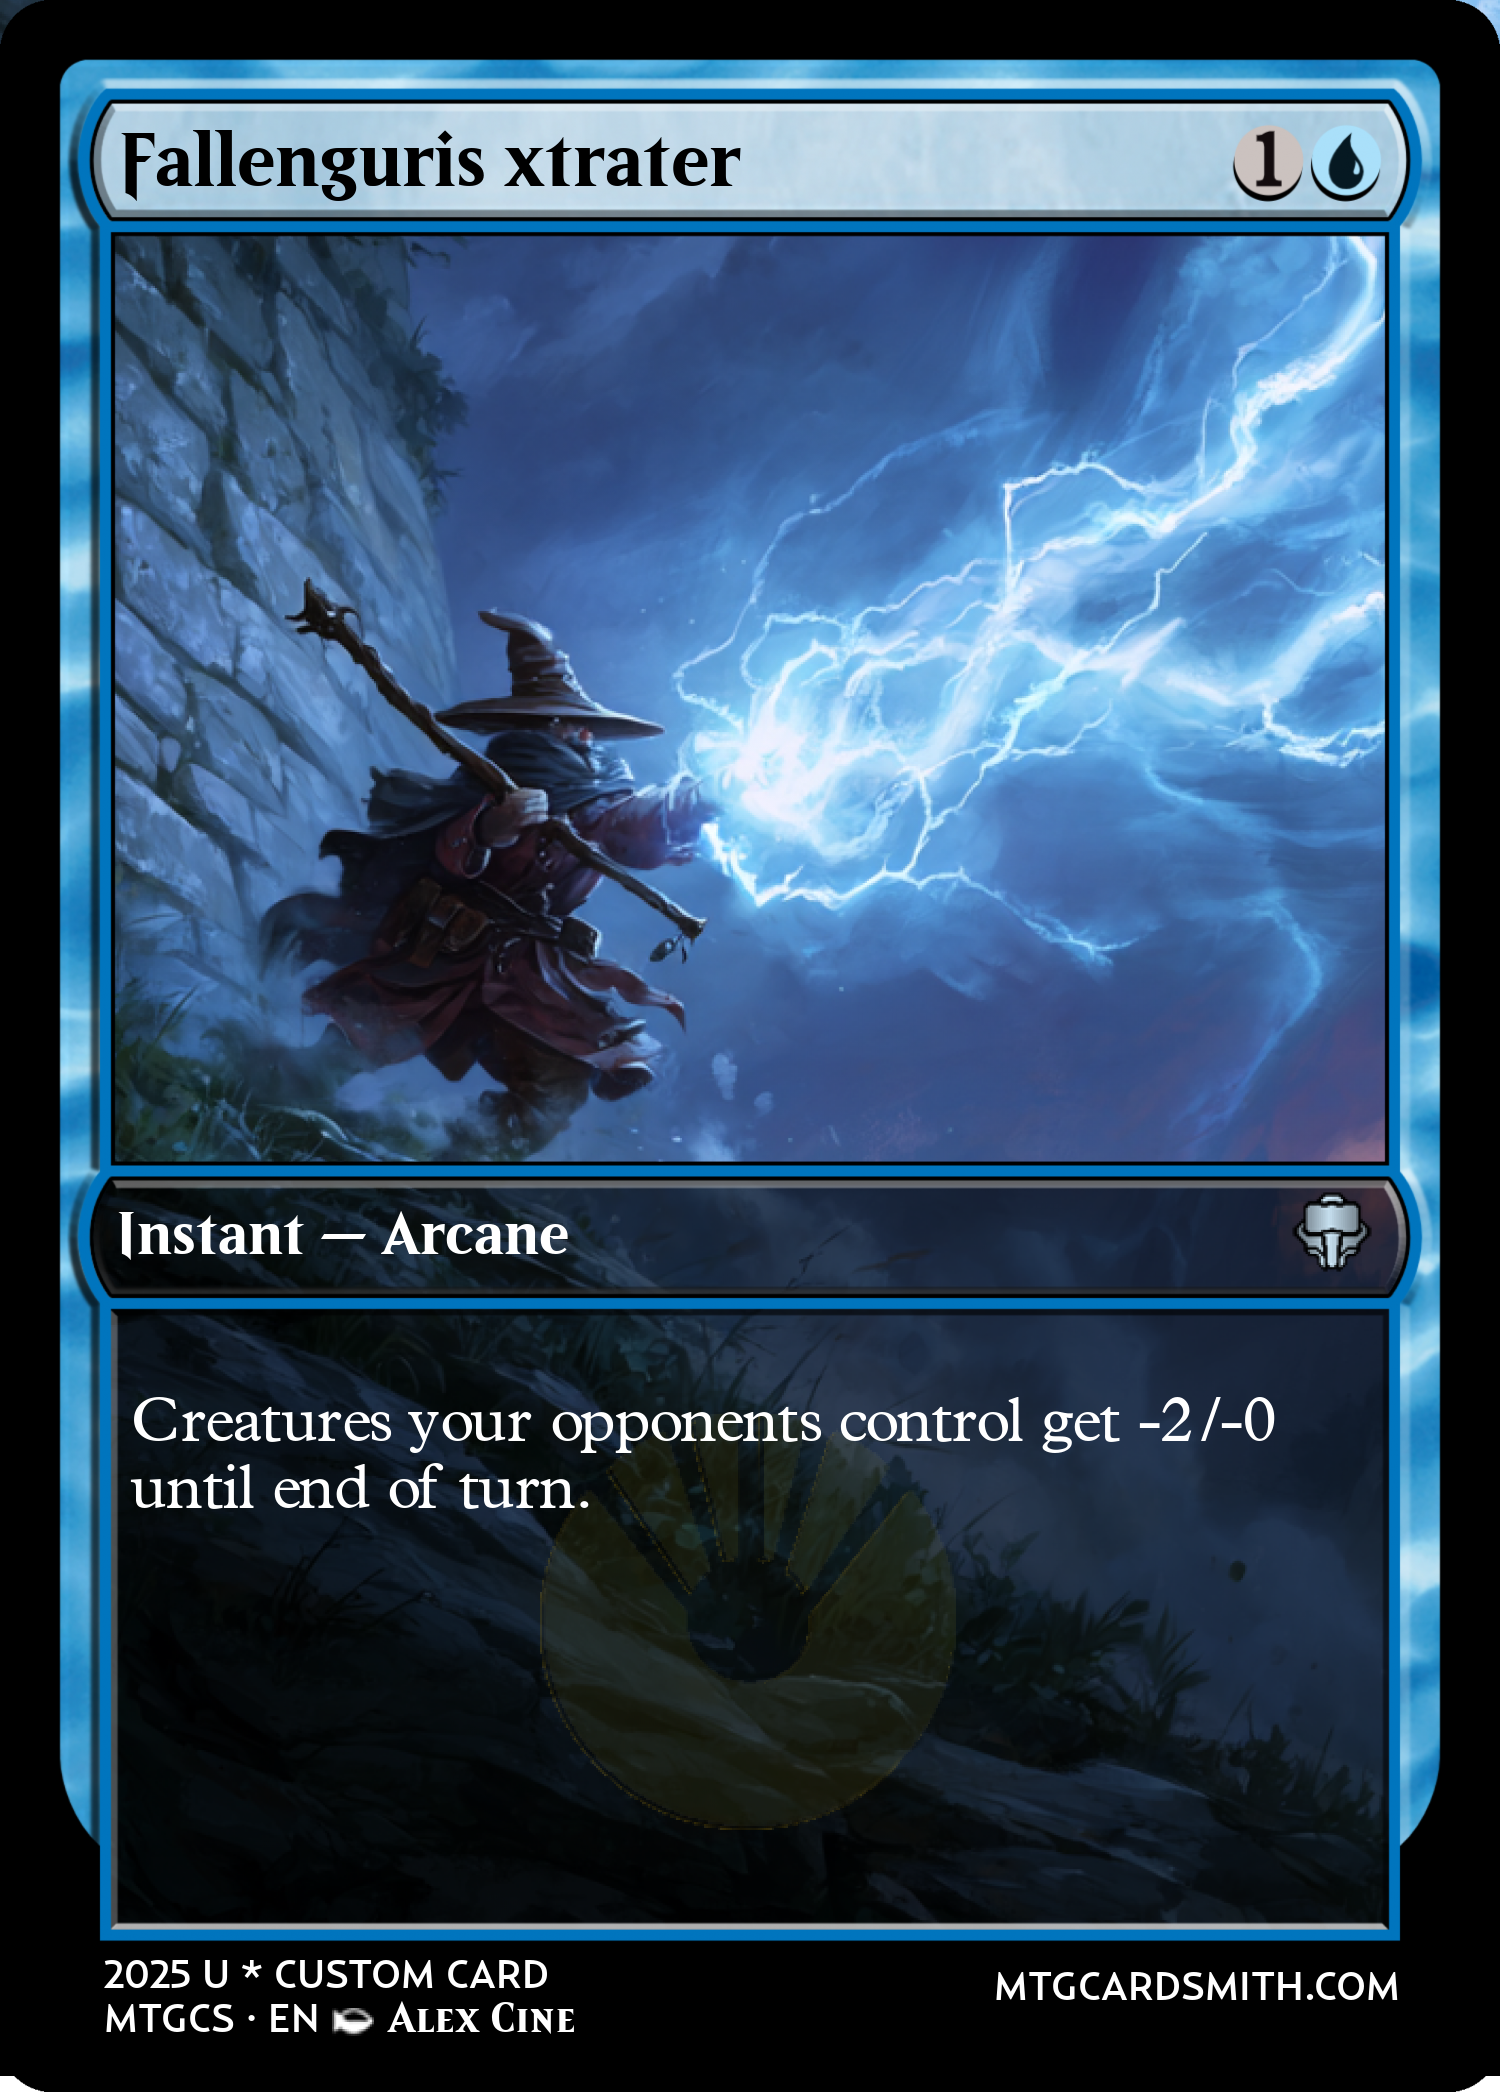 Fallenguris xtrater 1
Instant — Arcane
Creatures your opponents control get -2/-0
until end of turn.
2025 U * CUSTOM CARD
MTGCS · EN ALEX CINE
MTGCARDSMITH.COM